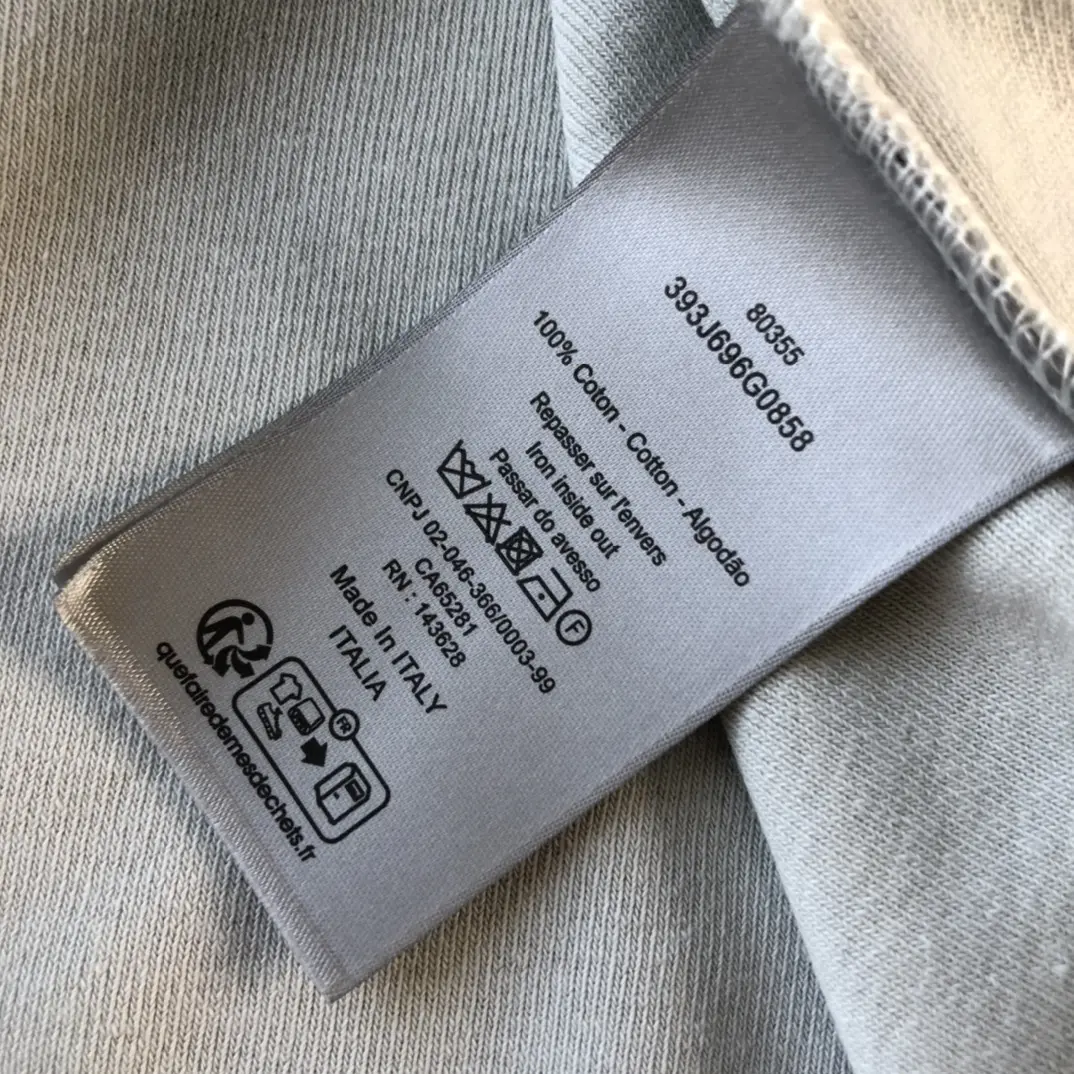 80355
393J696G0858
100% Coton - Cotton - Algodão
Repasser sur l'envers
Iron inside out
Passar do avesso
F
CNPJ 02-046-366/0003-99
CA65281
RN : 143628
Made In ITALY
ITALIA
FR
quefairedemesdechets.fr